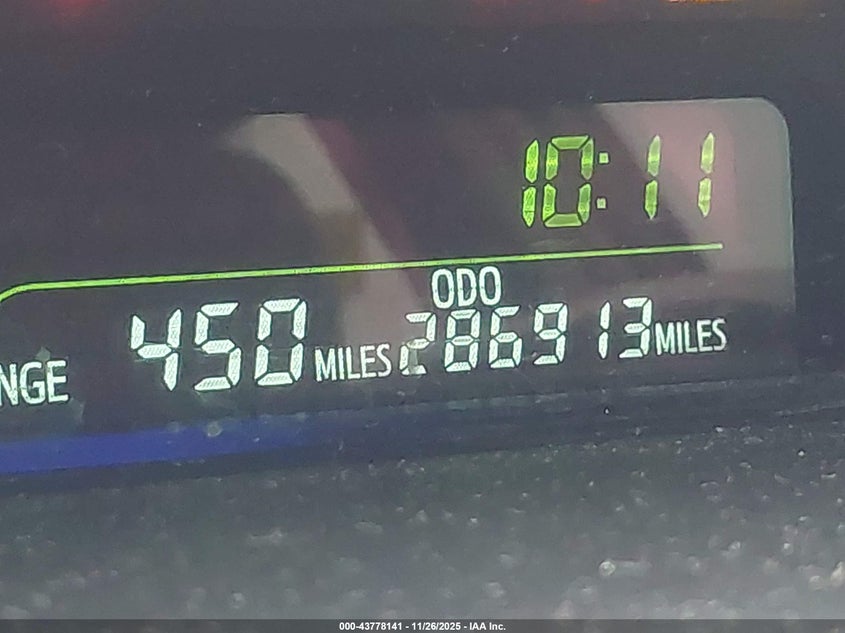 10:11
ODO
NGE 450 MILES 286913 MILES
000-43778141 - 11/26/2025 - IAA Inc.